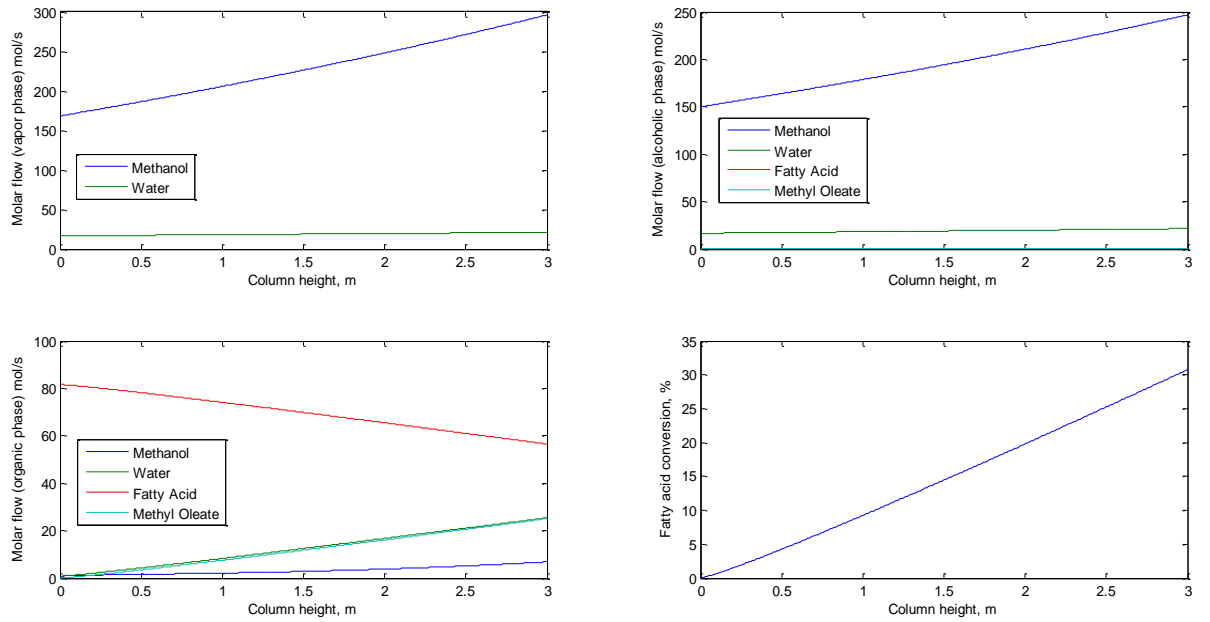 Molar flow (vapor phase) mol/s
300
250
200
150
100
50
0
Methanol
Water
0 0.5 1 1.5 2 2.5 3
Column height, m
Molar flow (alcoholic phase) mol/s
250
200
150
100
50
0
Methanol
Water
Fatty Acid
Methyl Oleate
0 0.5 1 1.5 2 2.5 3
Column height, m
Molar flow (organic phase) mol/s
100
80
60
40
20
0
Methanol
Water
Fatty Acid
Methyl Oleate
0 0.5 1 1.5 2 2.5 3
Column height, m
Fatty acid conversion, %
35
30
25
20
15
10
5
0
0 0.5 1 1.5 2 2.5 3
Column height, m